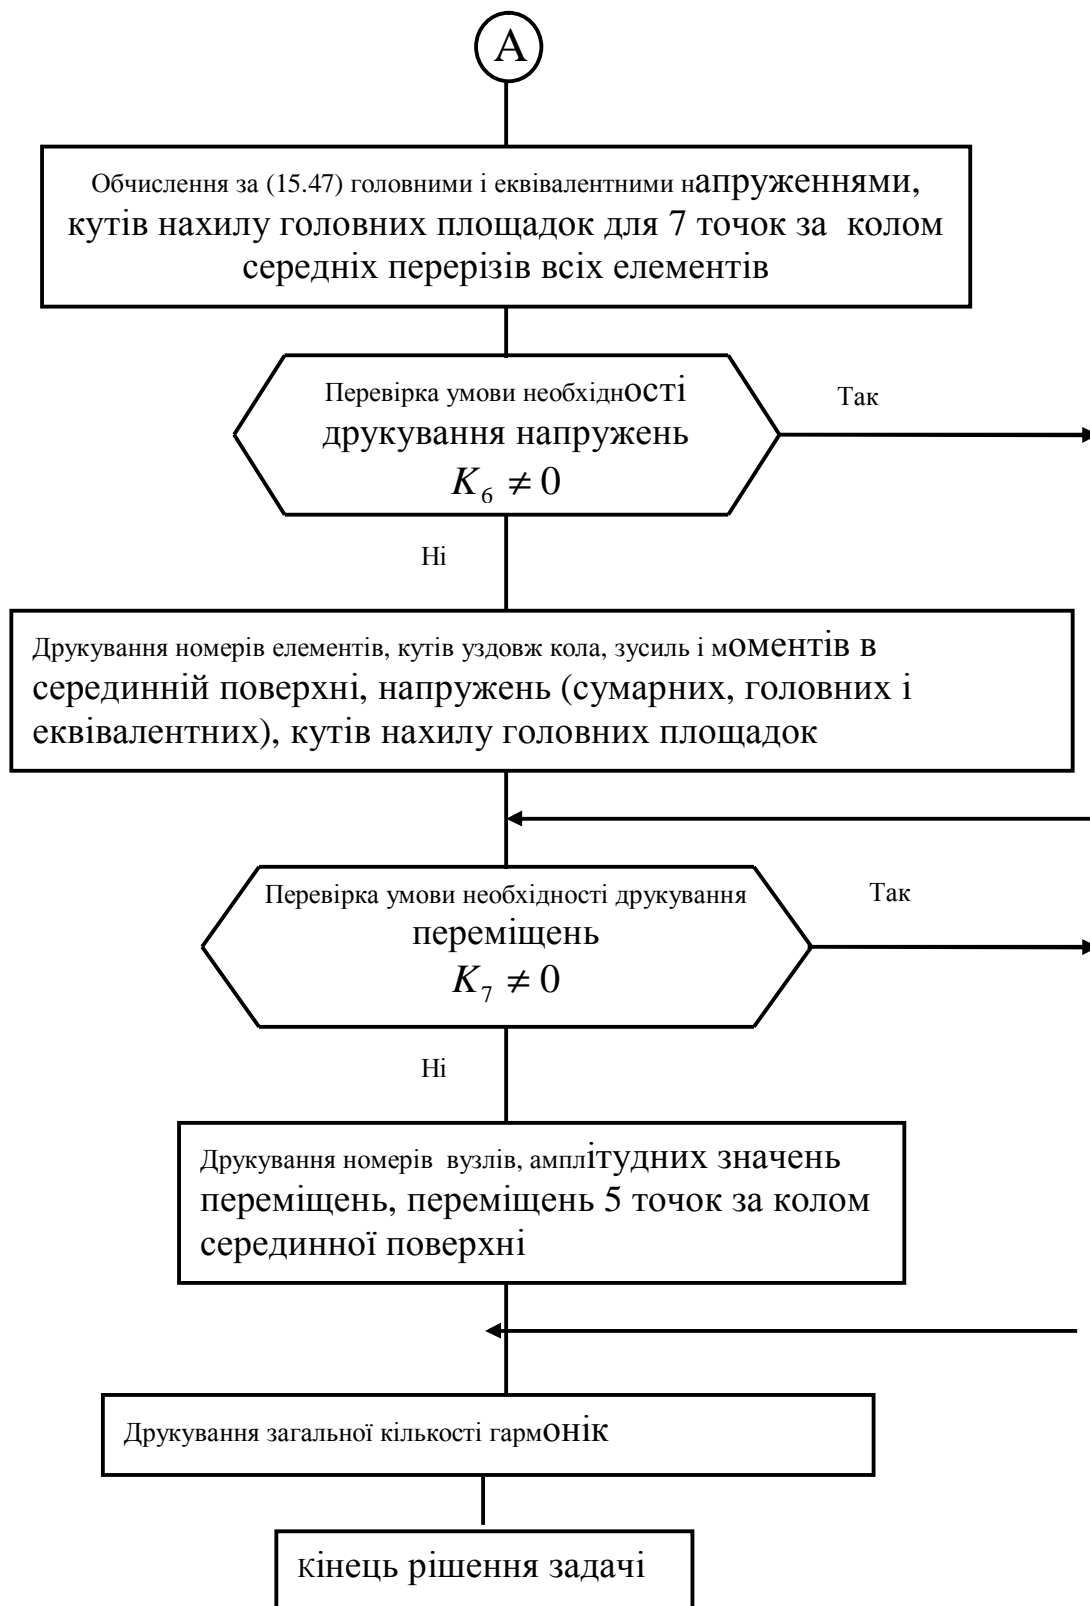 А
Обчислення за (15.47) головними і еквівалентними напруженнями,
кутів нахилу головних площадок для 7 точок за колом
середніх перерізів всіх елементів
Перевірка умови необхідності
друкування напружень
K₆ ≠ 0
Так
Ні
Друкування номерів елементів, кутів уздовж кола, зусиль і моментів в
серединній поверхні, напружень (сумарних, головних і
еквівалентних), кутів нахилу головних площадок
Перевірка умови необхідності друкування
переміщень
K₇ ≠ 0
Так
Ні
Друкування номерів вузлів, амплітудних значень
переміщень, переміщень 5 точок за колом
серединної поверхні
Друкування загальної кількості гармонік
Кінець рішення задачі